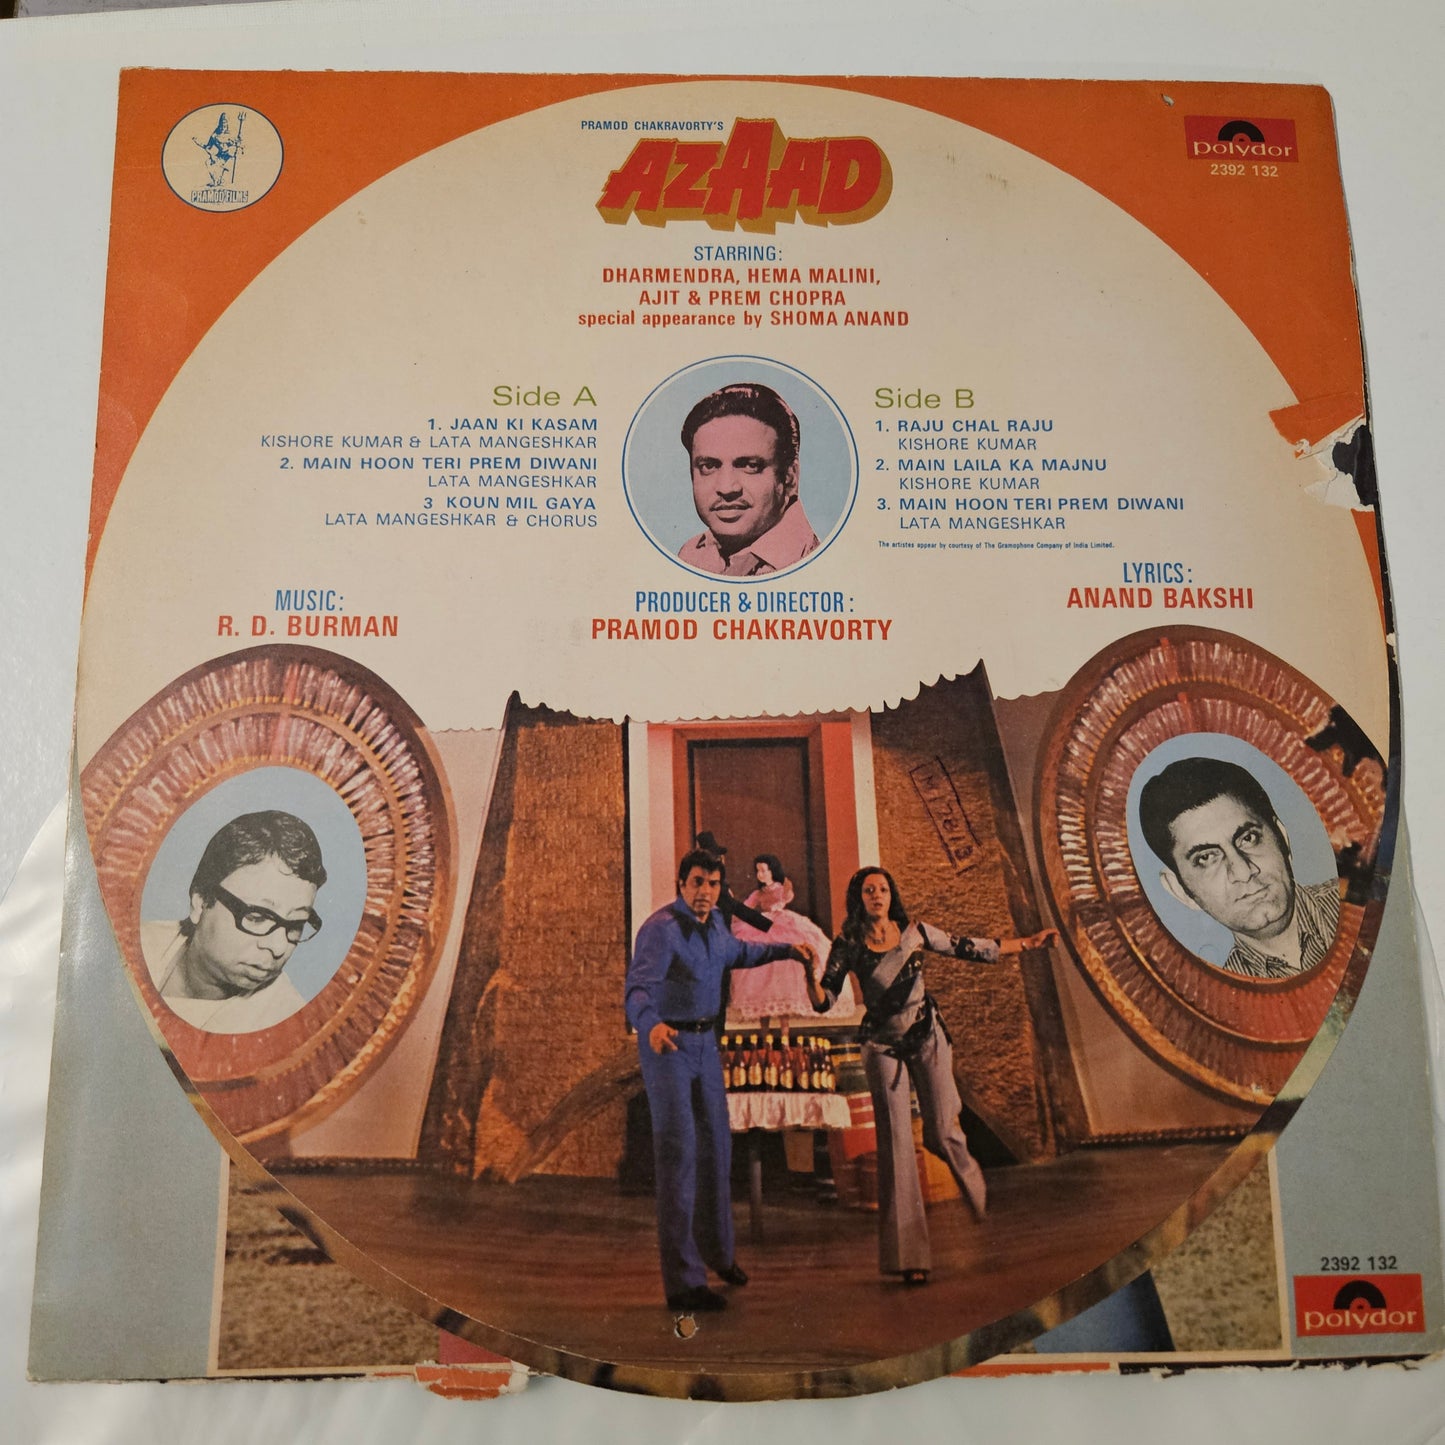 PRAMOD FILMS
PRAMOD CHAKRAVORTY'S
AZAAD
polydor
2392 132
STARRING:
DHARMENDRA, HEMA MALINI,
AJIT & PREM CHOPRA
special appearance by SHOMA ANAND
Side A
1. JAAN KI KASAM
KISHORE KUMAR & LATA MANGESHKAR
2. MAIN HOON TERI PREM DIWANI
LATA MANGESHKAR
3 KOUN MIL GAYA
LATA MANGESHKAR & CHORUS
Side B
1. RAJU CHAL RAJU
KISHORE KUMAR
2. MAIN LAILA KA MAJNU
KISHORE KUMAR
3. MAIN HOON TERI PREM DIWANI
LATA MANGESHKAR
The artistes appear by courtesy of The Gramophone Company of India Limited.
MUSIC:
R. D. BURMAN
PRODUCER & DIRECTOR:
PRAMOD CHAKRAVORTY
LYRICS:
ANAND BAKSHI
2392 132
polydor